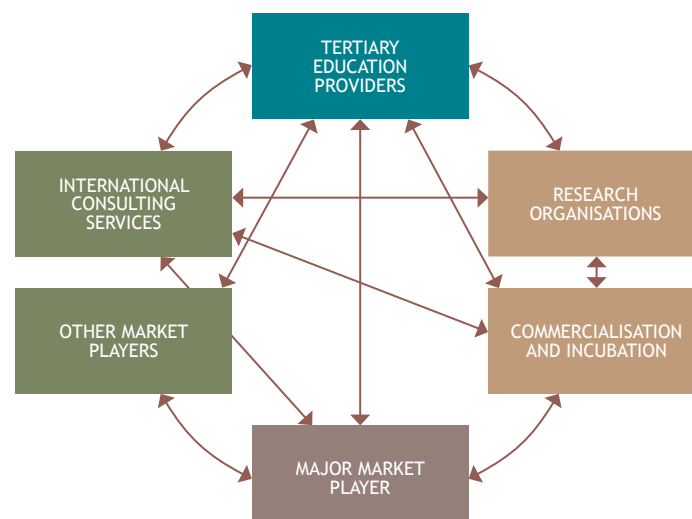 TERTIARY
EDUCATION
PROVIDERS
INTERNATIONAL
CONSULTING
SERVICES
RESEARCH
ORGANISATIONS
OTHER MARKET
PLAYERS
COMMERCIALISATION
AND INCUBATION
MAJOR MARKET
PLAYER